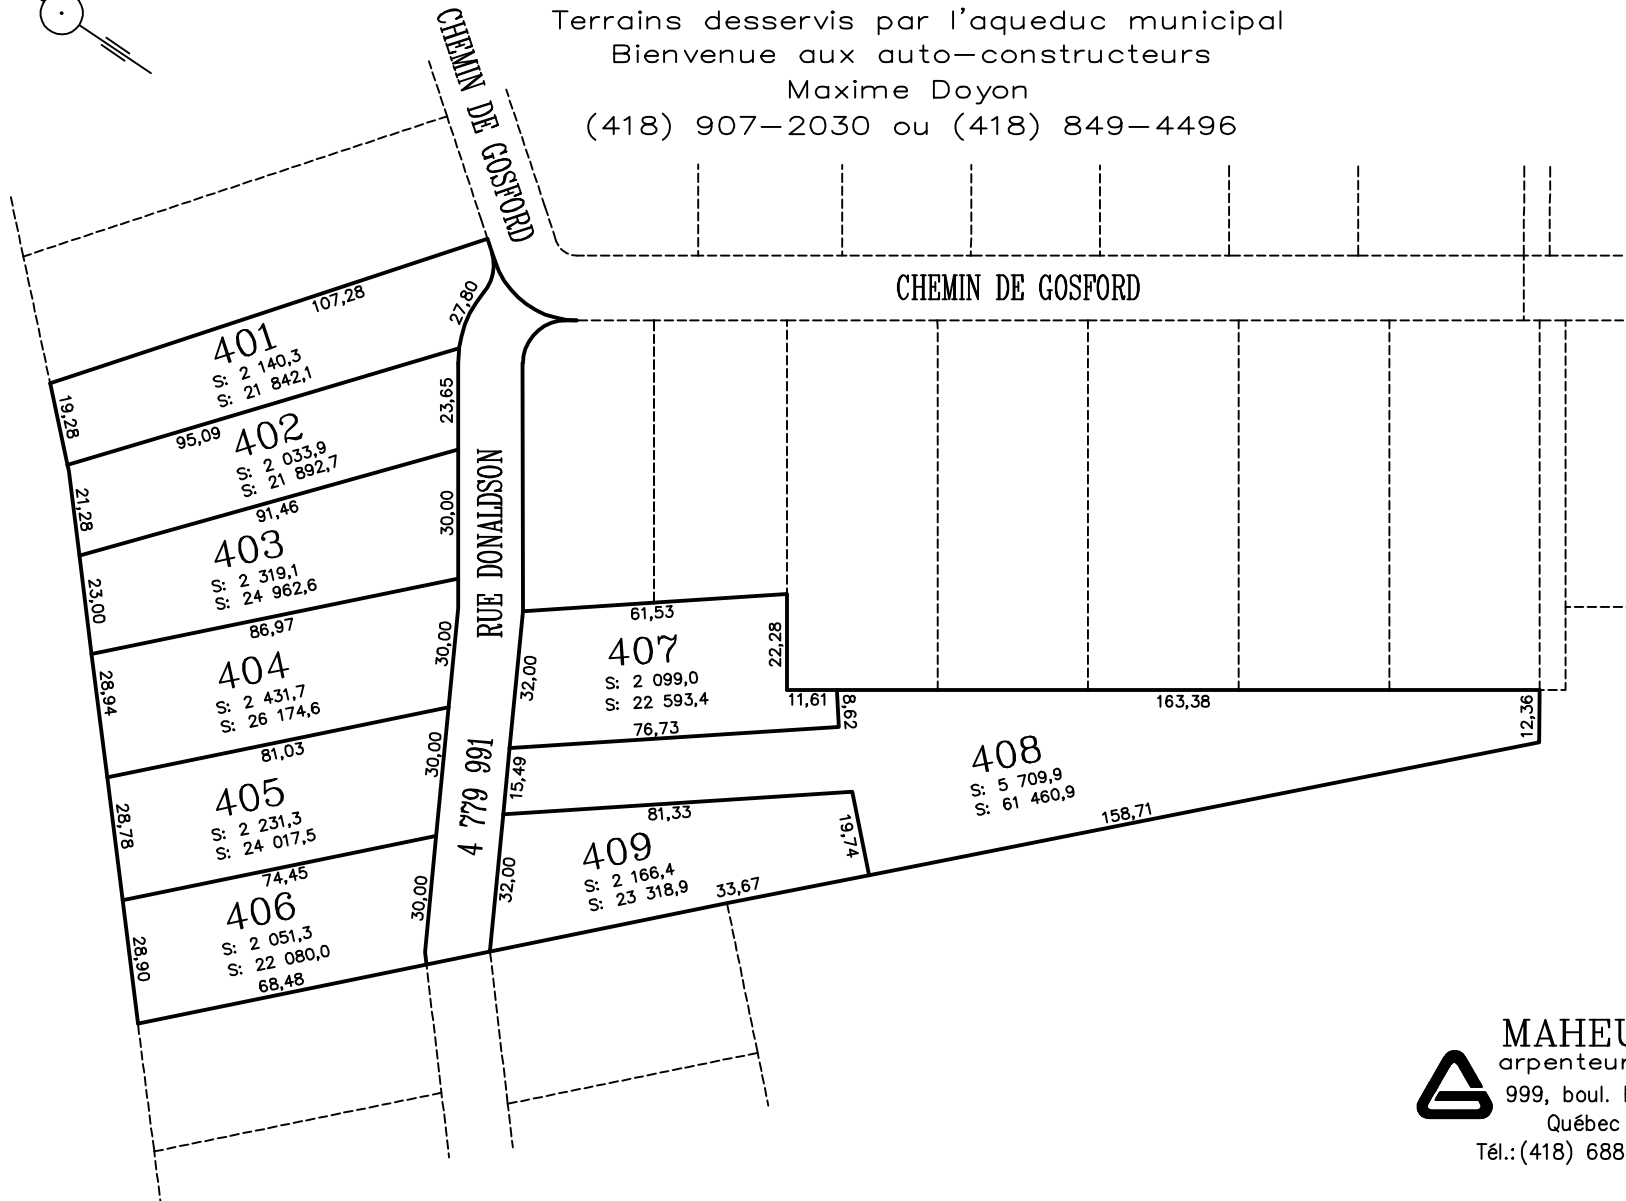 Terrains desservis par l'aqueduc municipal
Bienvenue aux auto-constructeurs
Maxime Doyon
(418) 907-2030 ou (418) 849-4496
CHEMIN DE GOSFORD
CHEMIN DE GOSFORD
107,28
27,80
401
S: 2 140,3
S: 21 842,1
19,28
95,09
23,65
402
S: 2 033,9
S: 21 892,7
21,28
91,46
30,00
403
S: 2 319,1
S: 24 962,6
23,00
86,97
30,00
404
S: 2 431,7
S: 26 174,6
28,94
81,03
30,00
405
S: 2 231,3
S: 24 017,5
28,78
74,45
30,00
406
S: 2 051,3
S: 22 080,0
28,90
68,48
RUE DONALDSON
4 779 991
61,53
407
S: 2 099,0
S: 22 593,4
32,00
22,28
11,61
8,62
76,73
163,38
12,36
408
S: 5 709,9
S: 61 460,9
15,49
158,71
81,33
19,74
409
S: 2 166,4
S: 23 318,9
32,00
33,67
MAHEU
arpenteur
999, boul.
Québec
Tél.:(418) 688